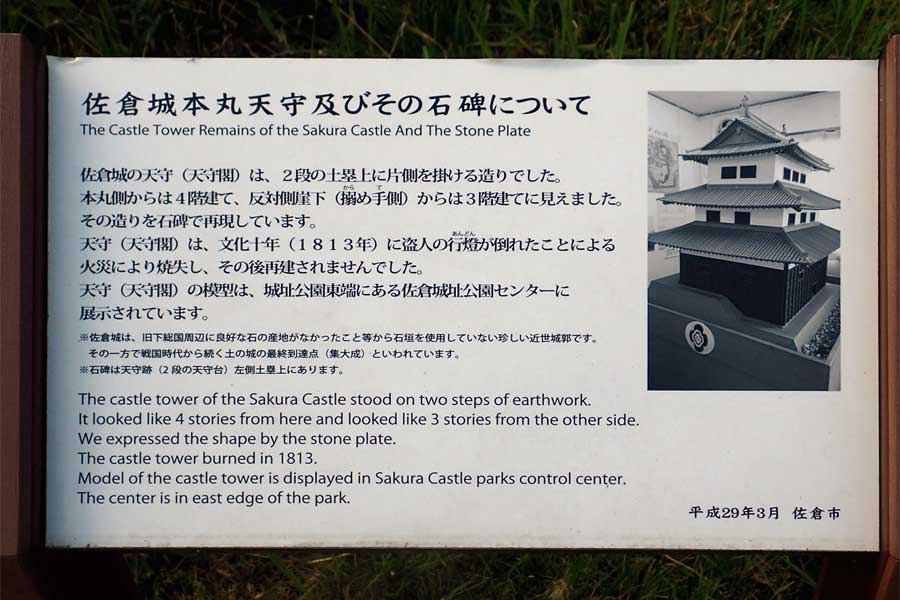 佐倉城本丸天守及びその石碑について
The Castle Tower Remains of the Sakura Castle And The Stone Plate
佐倉城の天守（天守閣）は、２段の土塁上に片側を掛ける造りでした。
本丸側からは４階建て、反対側崖下（搦め手側）からは３階建てに見えました。
その造りを石碑で再現しています。
天守（天守閣）は、文化十年（１８１３年）に盗人の行燈が倒れたことによる
火災により焼失し、その後再建されませんでした。
天守（天守閣）の模型は、城址公園東端にある佐倉城址公園センターに
展示されています。
※佐倉城は、旧下総国周辺に良好な石の産地がなかったこと等から石垣を使用していない珍しい近世城郭です。
その一方で戦国時代から続く土の城の最終到達点（集大成）といわれています。
※石碑は天守跡（２段の天守台）左側土塁上にあります。
The castle tower of the Sakura Castle stood on two steps of earthwork.
It looked like 4 stories from here and looked like 3 stories from the other side.
We expressed the shape by the stone plate.
The castle tower burned in 1813.
Model of the castle tower is displayed in Sakura Castle parks control center.
The center is in east edge of the park.
平成29年3月 佐倉市